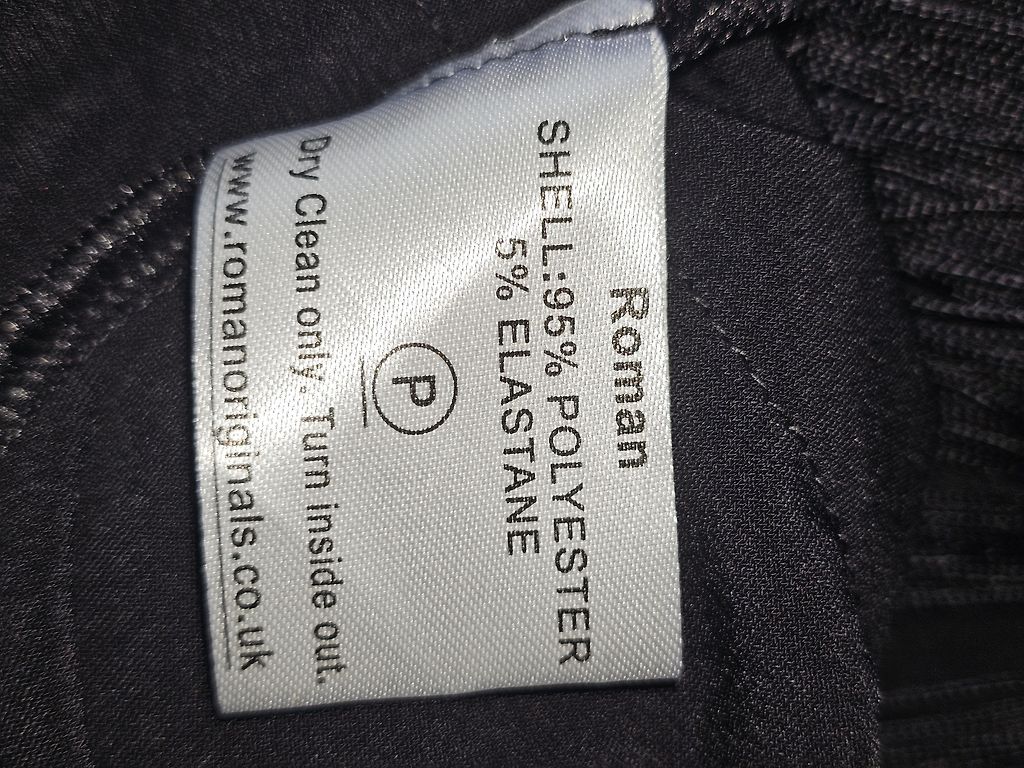 Roman
SHELL:95% POLYESTER
5% ELASTANE
P
Dry Clean only. Turn inside out.
www.romanoriginals.co.uk